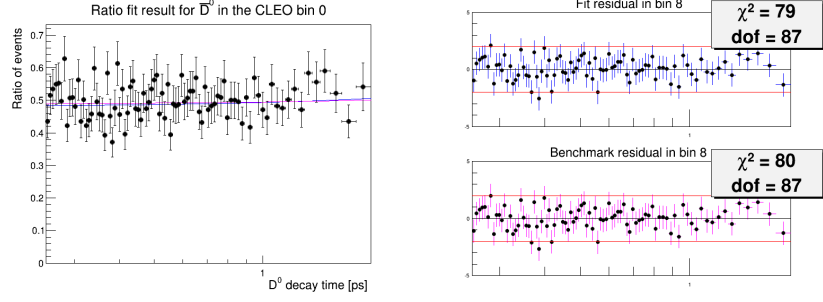 Ratio fit result for D̅⁰ in the CLEO bin 0
Ratio of events
0.7
0.6
0.5
0.4
0.3
0.2
0.1
0
1
D⁰ decay time [ps]
Fit residual in bin 8
χ² = 79
dof = 87
5
0
-5
1
Benchmark residual in bin 8
χ² = 80
dof = 87
5
0
-5
1